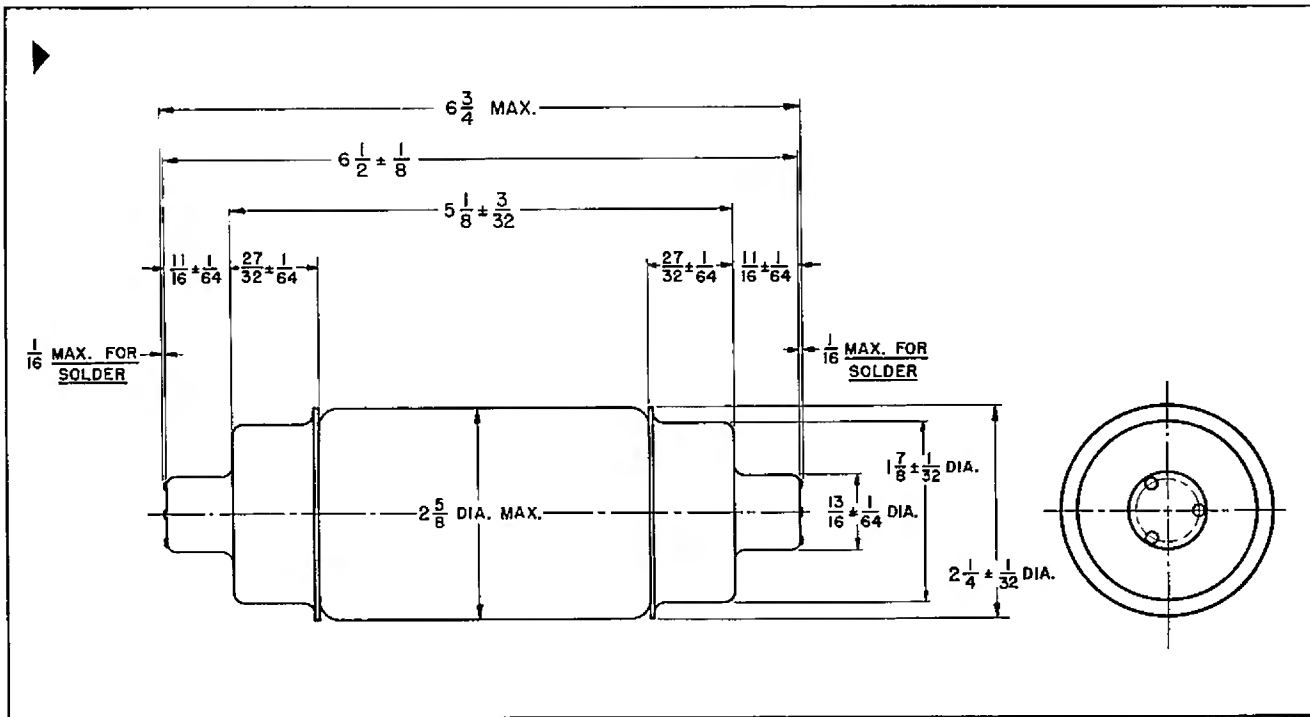 6 3/4 MAX.
6 1/2 ± 1/8
5 1/8 ± 3/32
11/16 ± 1/64 27/32 ± 1/64 27/32 ± 1/64 11/16 ± 1/64
1/16 MAX. FOR SOLDER
1/16 MAX. FOR SOLDER
2 5/8 DIA. MAX.
1 7/8 ± 1/32 DIA.
13/16 ± 1/64 DIA.
2 1/4 ± 1/32 DIA.